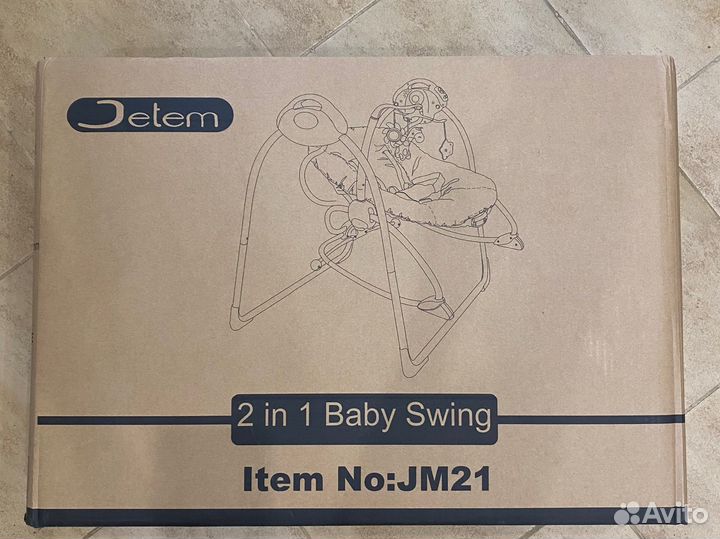 Jetem
2 in 1 Baby Swing
Item No:JM21
Avito